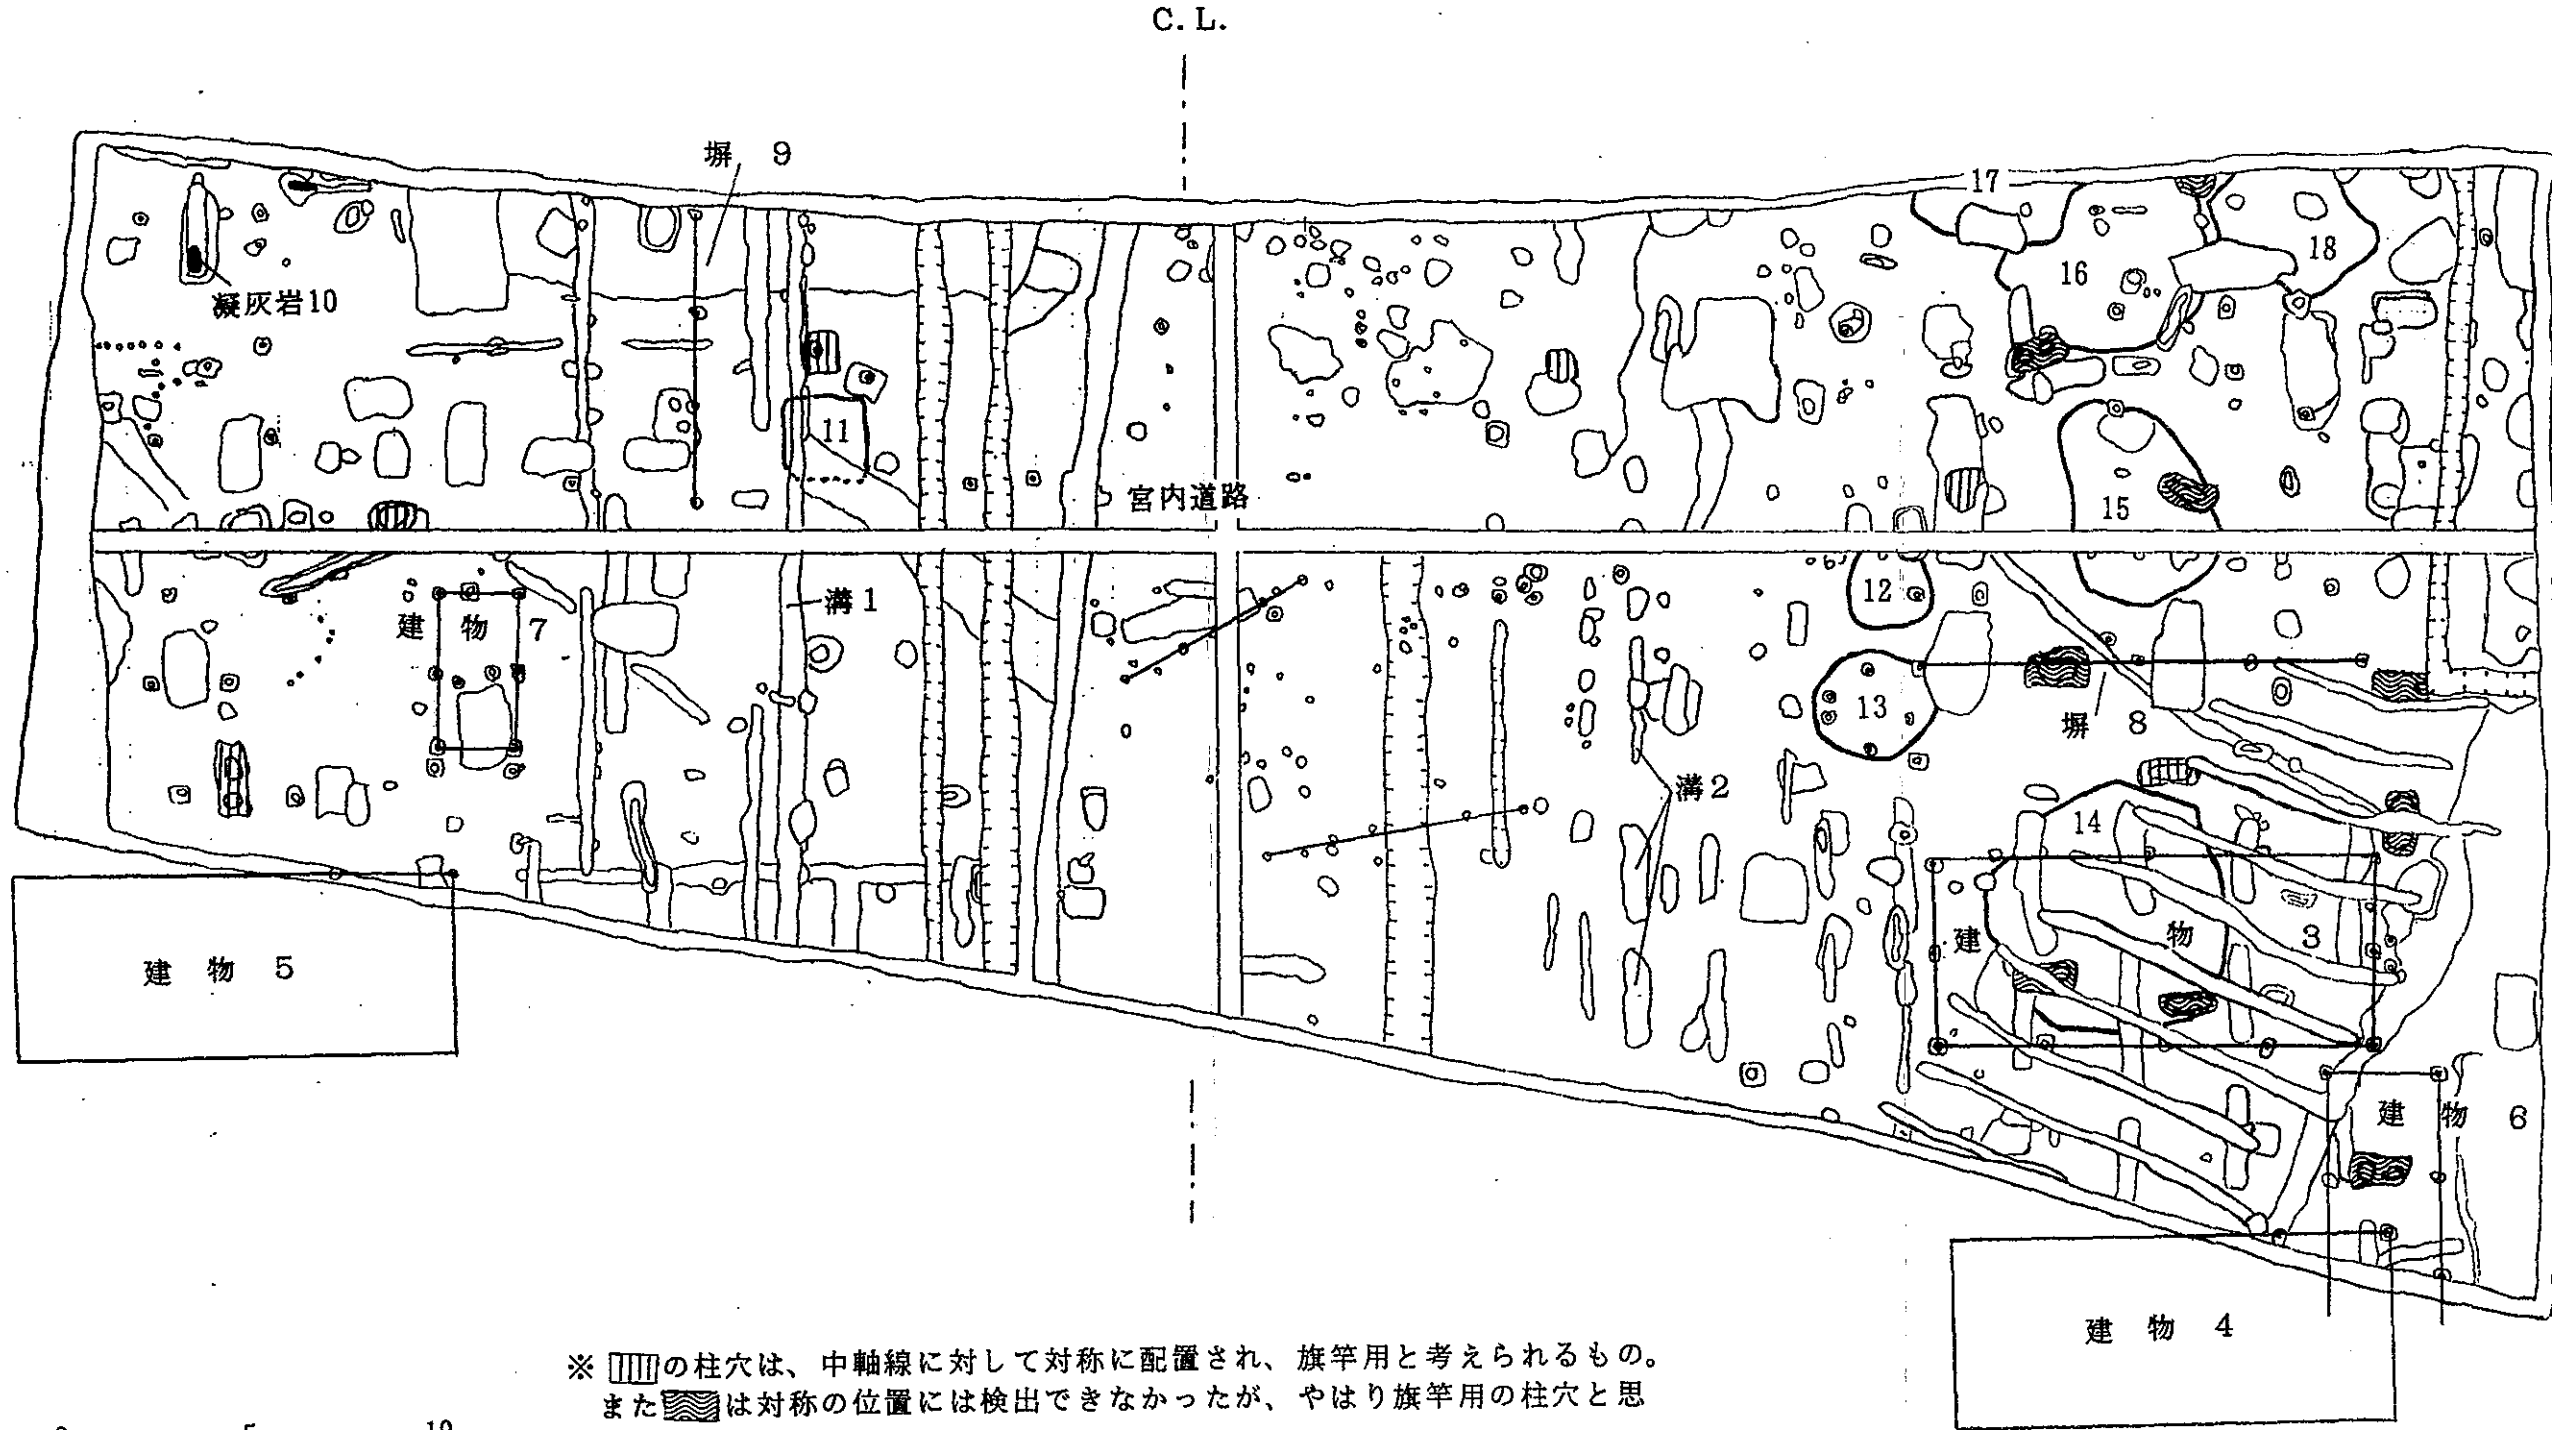 C.L.
塀 9
17
18
16
凝灰岩10
11
宮内道路
15
12
溝1
建物 7
13
塀 8
溝2
14
建物 3
建物 5
建物 6
建物 4
※の柱穴は、中軸線に対して対称に配置され、旗竿用と考えられるもの。
または対称の位置には検出できなかったが、やはり旗竿用の柱穴と思